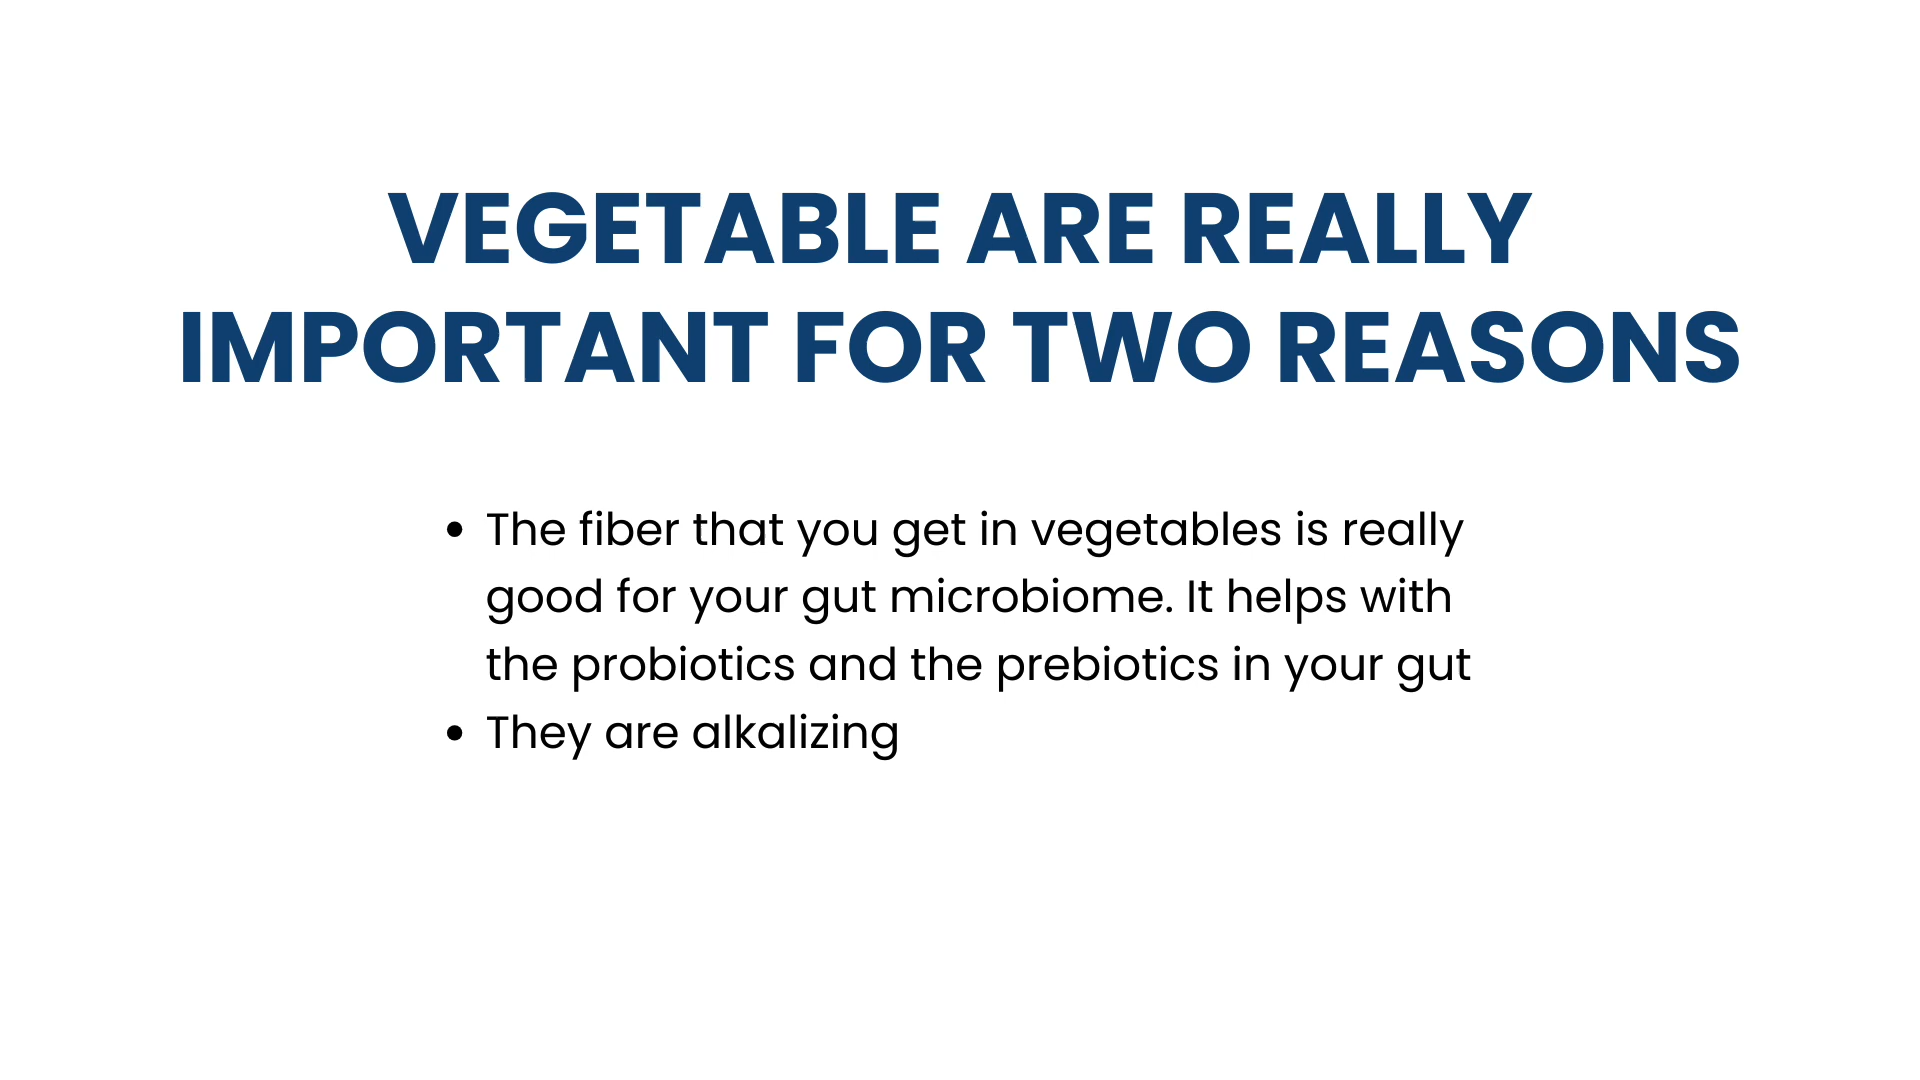 VEGETABLE ARE REALLY
IMPORTANT FOR TWO REASONS
• The fiber that you get in vegetables is really
good for your gut microbiome. It helps with
the probiotics and the prebiotics in your gut
• They are alkalizing